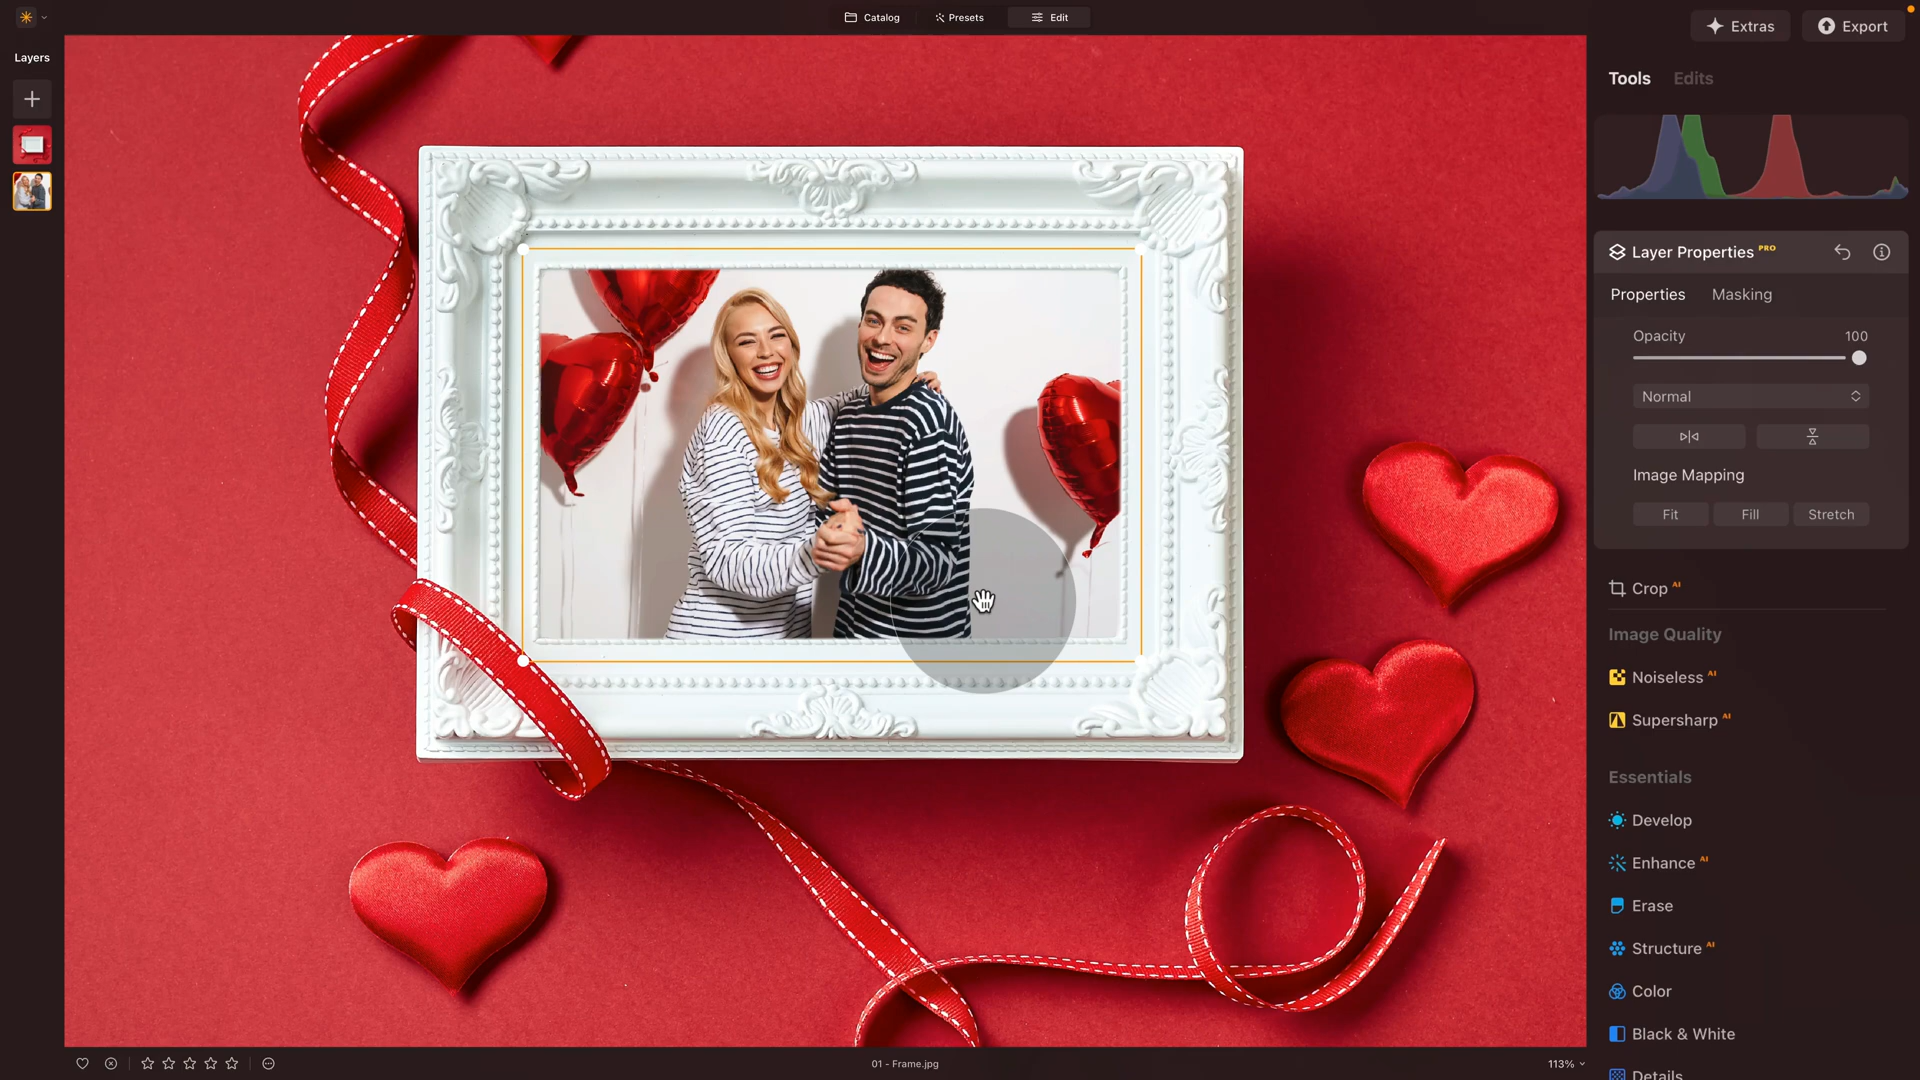 Catalog
Presets
Edit
Extras
Export
Layers
Tools
Edits
Layer Properties PRO
Properties
Masking
Opacity
100
Normal
Image Mapping
Fit
Fill
Stretch
Crop AI
Image Quality
Noiseless AI
Supersharp AI
Essentials
Develop
Enhance AI
Erase
Structure AI
Color
Black & White
Details
01 - Frame.jpg
113%